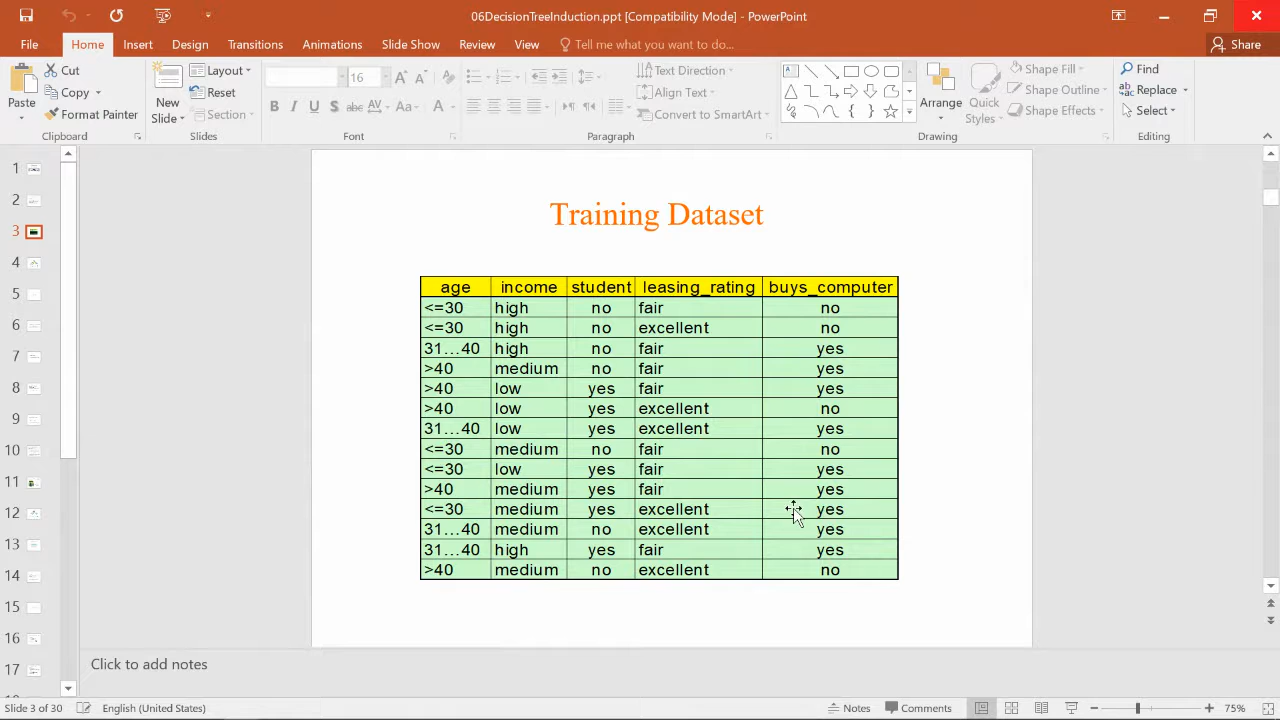 06DecisionTreeInduction.ppt [Compatibility Mode] - PowerPoint
File Home Insert Design Transitions Animations Slide Show Review View Tell me what you want to do... Share
Paste
Cut
Copy
Format Painter
Clipboard
New Slide
Layout
Reset
Section
Slides
16
B I U S abc AV Aa A
Font
Text Direction
Align Text
Convert to SmartArt
Paragraph
Arrange
Quick Styles
Shape Fill
Shape Outline
Shape Effects
Drawing
Find
Replace
Select
Editing
1
2
3
4
5
6
7
8
9
10
11
12
13
14
15
16
17
Training Dataset
age income student leasing_rating buys_computer
<=30 high no fair no
<=30 high no excellent no
31…40 high no fair yes
>40 medium no fair yes
>40 low yes fair yes
>40 low yes excellent no
31…40 low yes excellent yes
<=30 medium no fair no
<=30 low yes fair yes
>40 medium yes fair yes
<=30 medium yes excellent yes
31…40 medium no excellent yes
31…40 high yes fair yes
>40 medium no excellent no
Click to add notes
Slide 3 of 30 English (United States) Notes Comments 75%